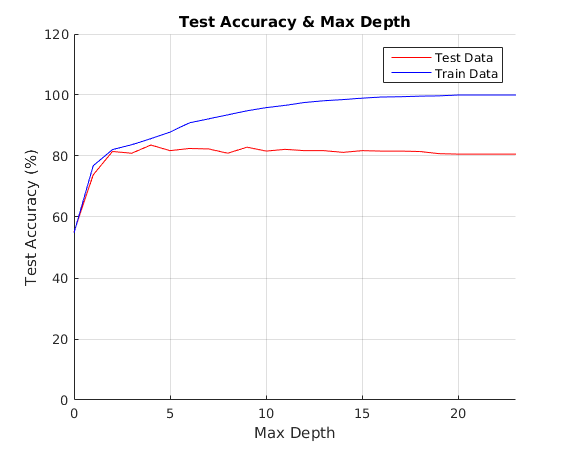 Test Accuracy & Max Depth
120
Test Data
Train Data
100
80
60
40
20
0
Test Accuracy (%)
0 5 10 15 20
Max Depth